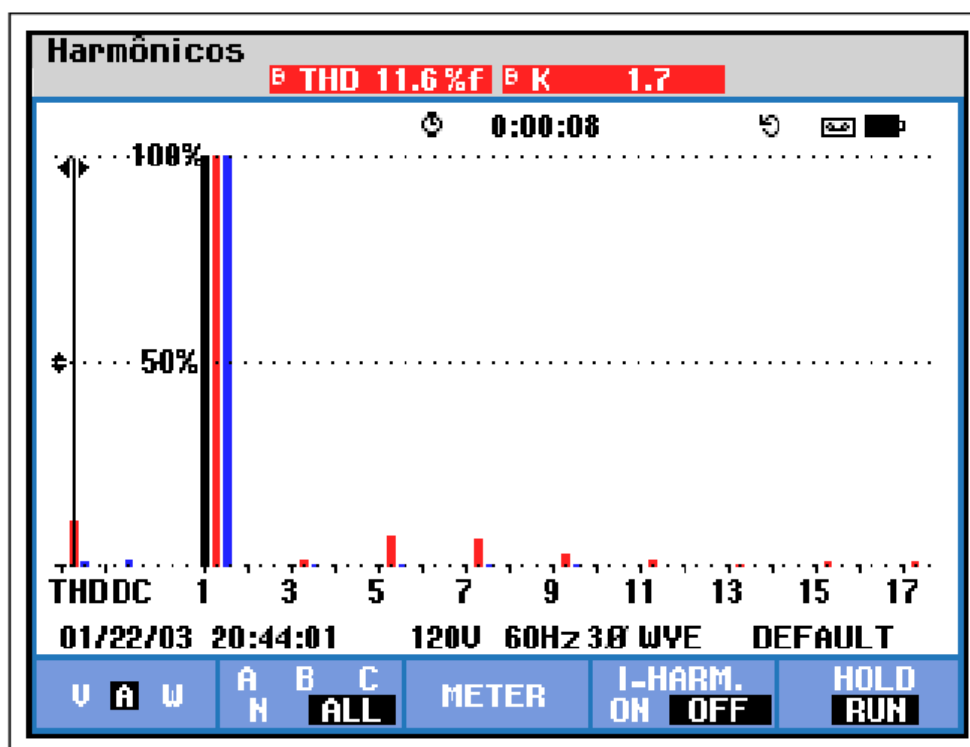 Harmônicos
B THD 11.6%f B K 1.7
0:00:08
100%
50%
THD DC 1 3 5 7 9 11 13 15 17
01/22/03 20:44:01 120V 60Hz 3Ø WYE DEFAULT
V A W
A B C
N ALL
METER
I-HARM.
ON OFF
HOLD
RUN